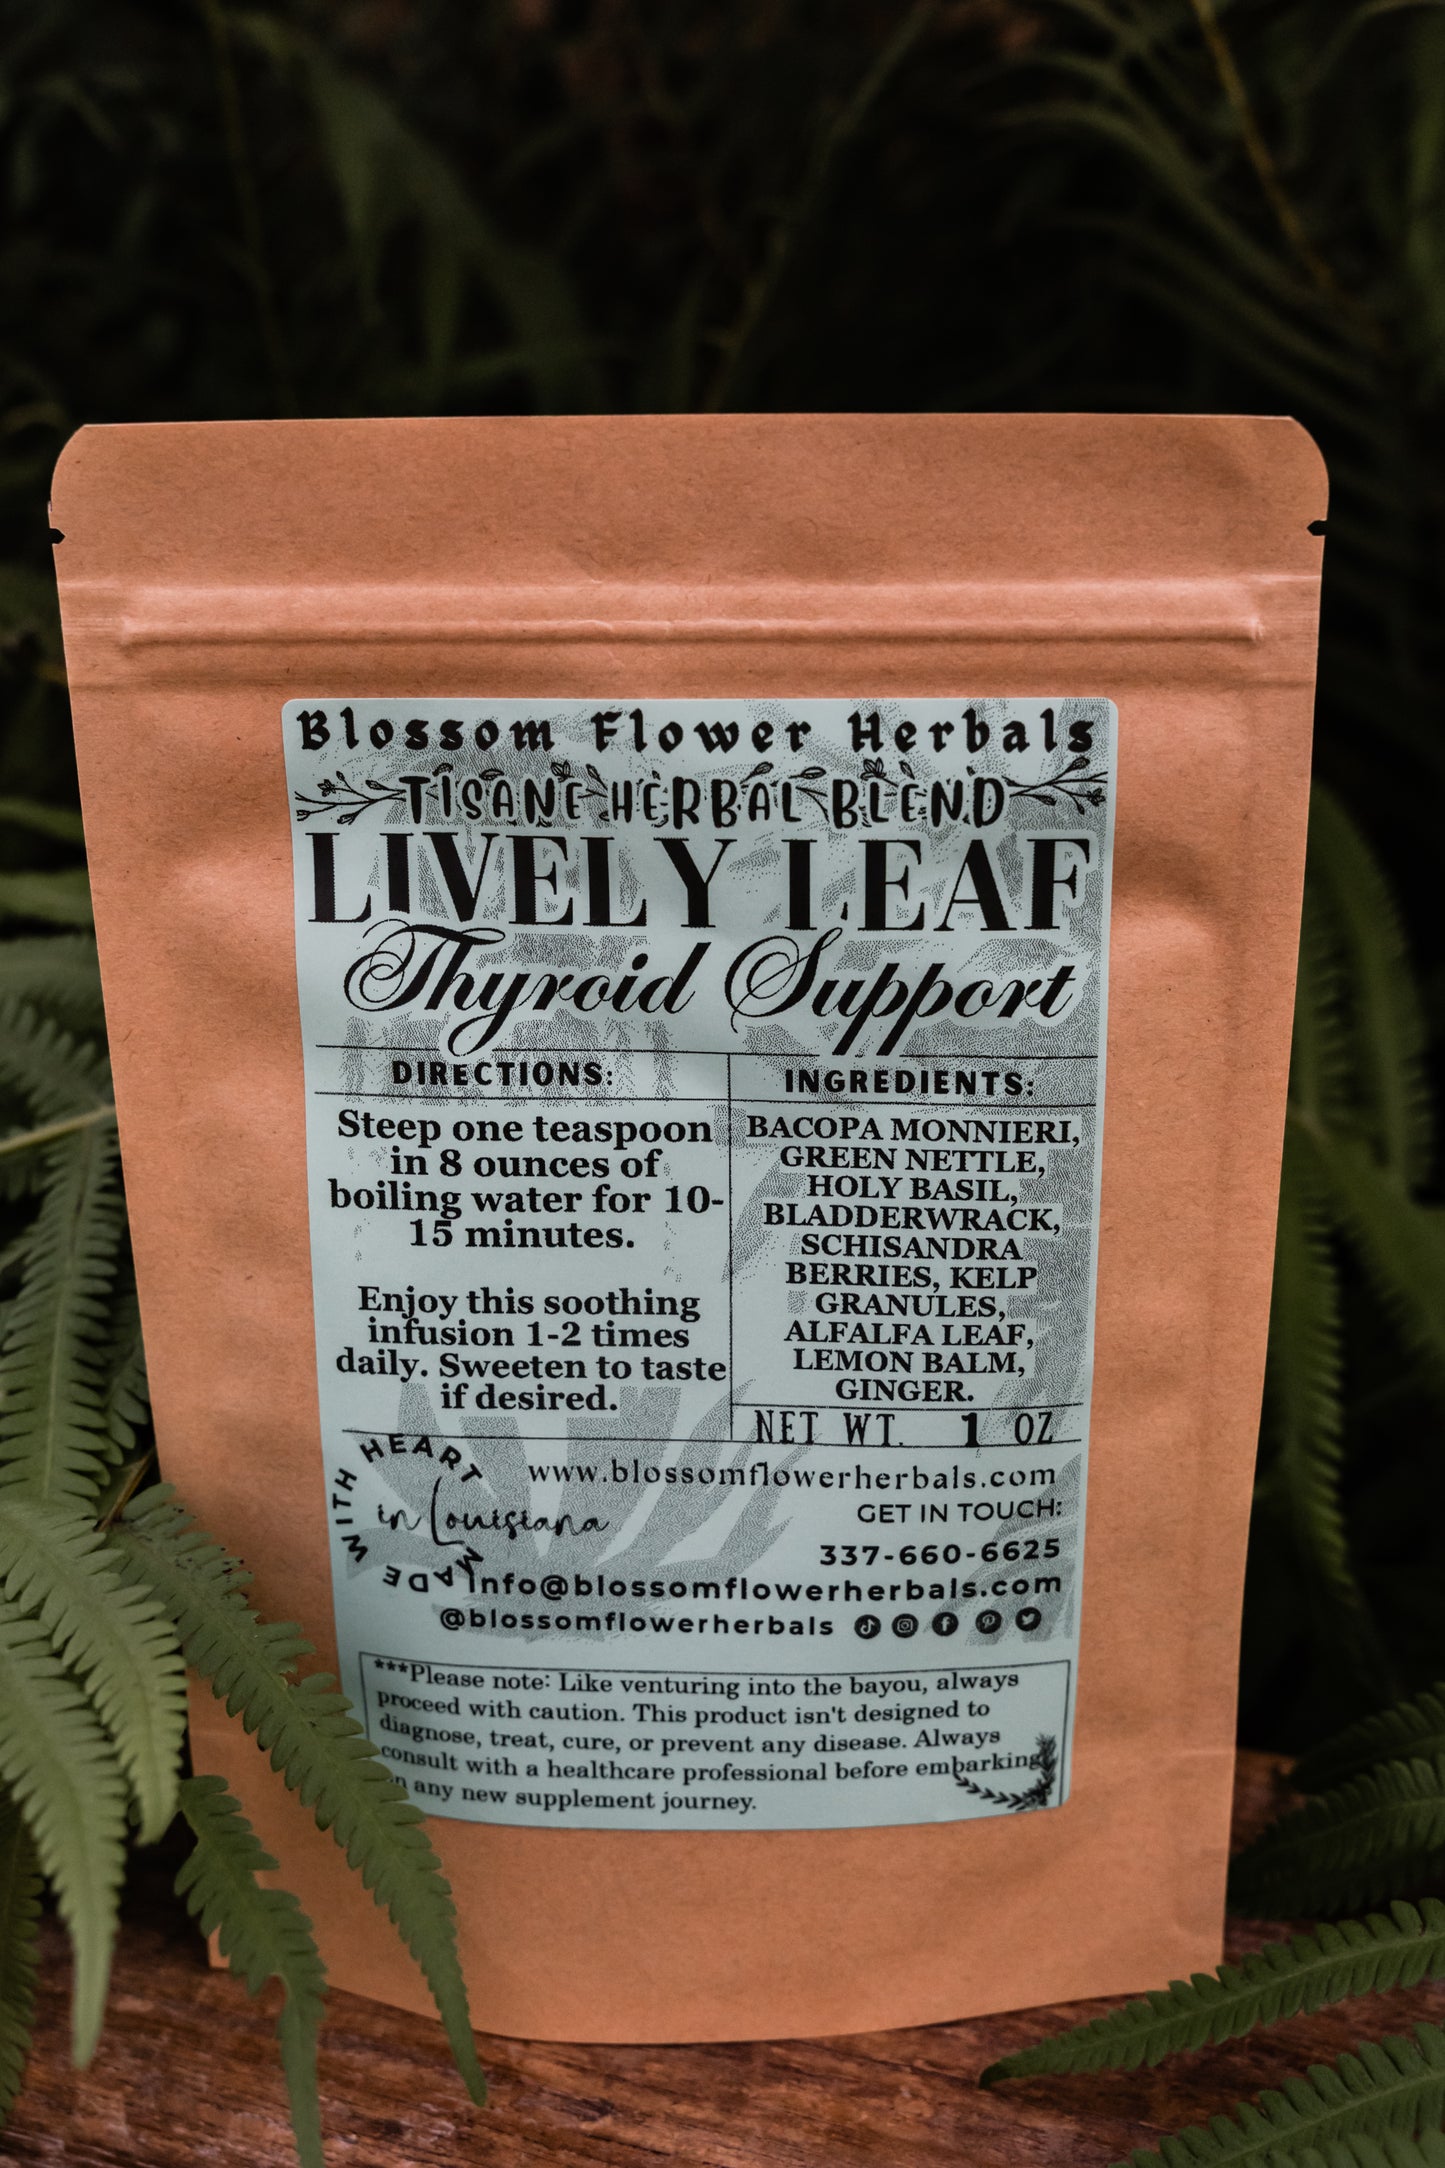 Blossom Flower Herbals
TISANE HERBAL BLEND
LIVELY LEAF
Thyroid Support
DIRECTIONS:
Steep one teaspoon
in 8 ounces of
boiling water for 10-
15 minutes.
Enjoy this soothing
infusion 1-2 times
daily. Sweeten to taste
if desired.
INGREDIENTS:
BACOPA MONNIERI,
GREEN NETTLE,
HOLY BASIL,
BLADDERWRACK,
SCHISANDRA
BERRIES, KELP
GRANULES,
ALFALFA LEAF,
LEMON BALM,
GINGER.
NET WT. 1 OZ
MADE WITH HEART
in Louisiana
www.blossomflowerherbals.com
GET IN TOUCH:
337-660-6625
info@blossomflowerherbals.com
@blossomflowerherbals
***Please note: Like venturing into the bayou, always
proceed with caution. This product isn't designed to
diagnose, treat, cure, or prevent any disease. Always
consult with a healthcare professional before embarking
on any new supplement journey.